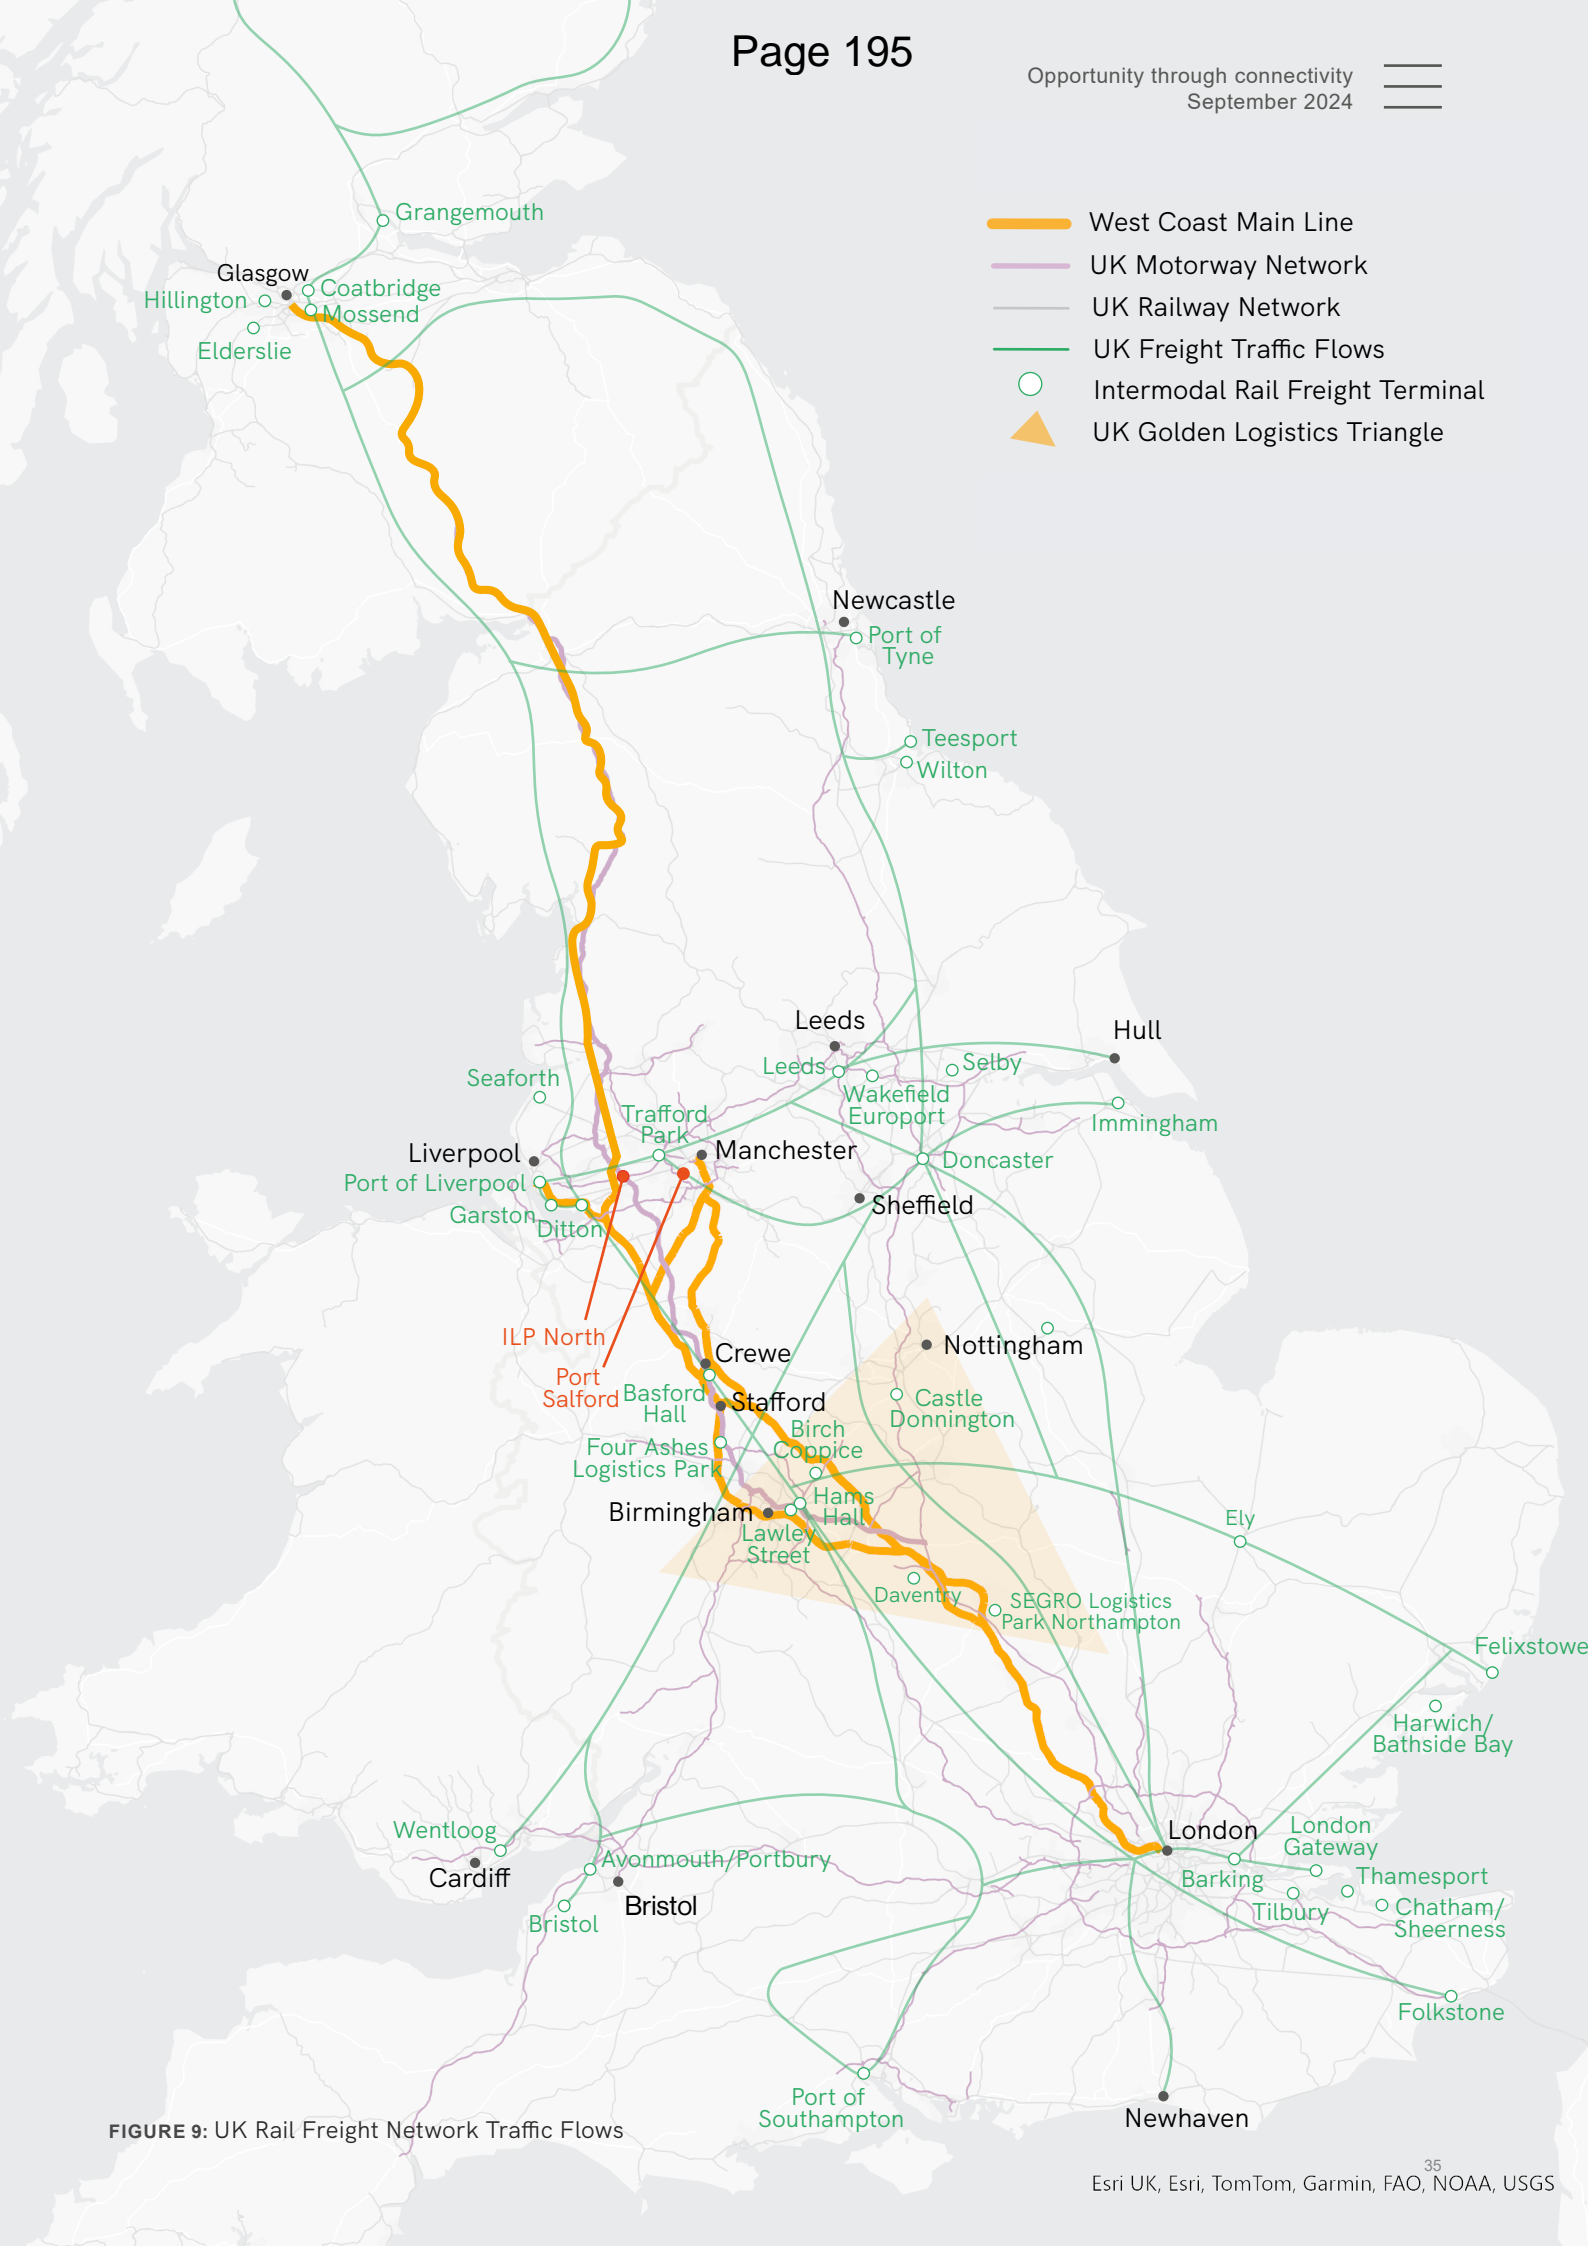 Page 195
Opportunity through connectivity
September 2024
West Coast Main Line
UK Motorway Network
UK Railway Network
UK Freight Traffic Flows
Intermodal Rail Freight Terminal
UK Golden Logistics Triangle
Grangemouth
Glasgow
Coatbridge
Hillington
Mossend
Elderslie
Newcastle
Port of
Tyne
Teesport
Wilton
Leeds
Hull
Leeds
Selby
Seaforth
Wakefield
Europort
Trafford
Park
Immingham
Liverpool
Manchester
Doncaster
Port of Liverpool
Sheffield
Garston
Ditton
ILP North
Nottingham
Crewe
Port
Salford
Basford
Hall
Stafford
Castle
Donnington
Birch
Coppice
Four Ashes
Logistics Park
Hams
Hall
Birmingham
Ely
Lawley
Street
Daventry
SEGRO Logistics
Park Northampton
Felixstowe
Harwich/
Bathside Bay
Wentloog
London
London
Gateway
Cardiff
Avonmouth/Portbury
Barking
Thamesport
Bristol
Tilbury
Chatham/
Sheerness
Bristol
Folkstone
Port of
Southampton
Newhaven
FIGURE 9: UK Rail Freight Network Traffic Flows
35
Esri UK, Esri, TomTom, Garmin, FAO, NOAA, USGS